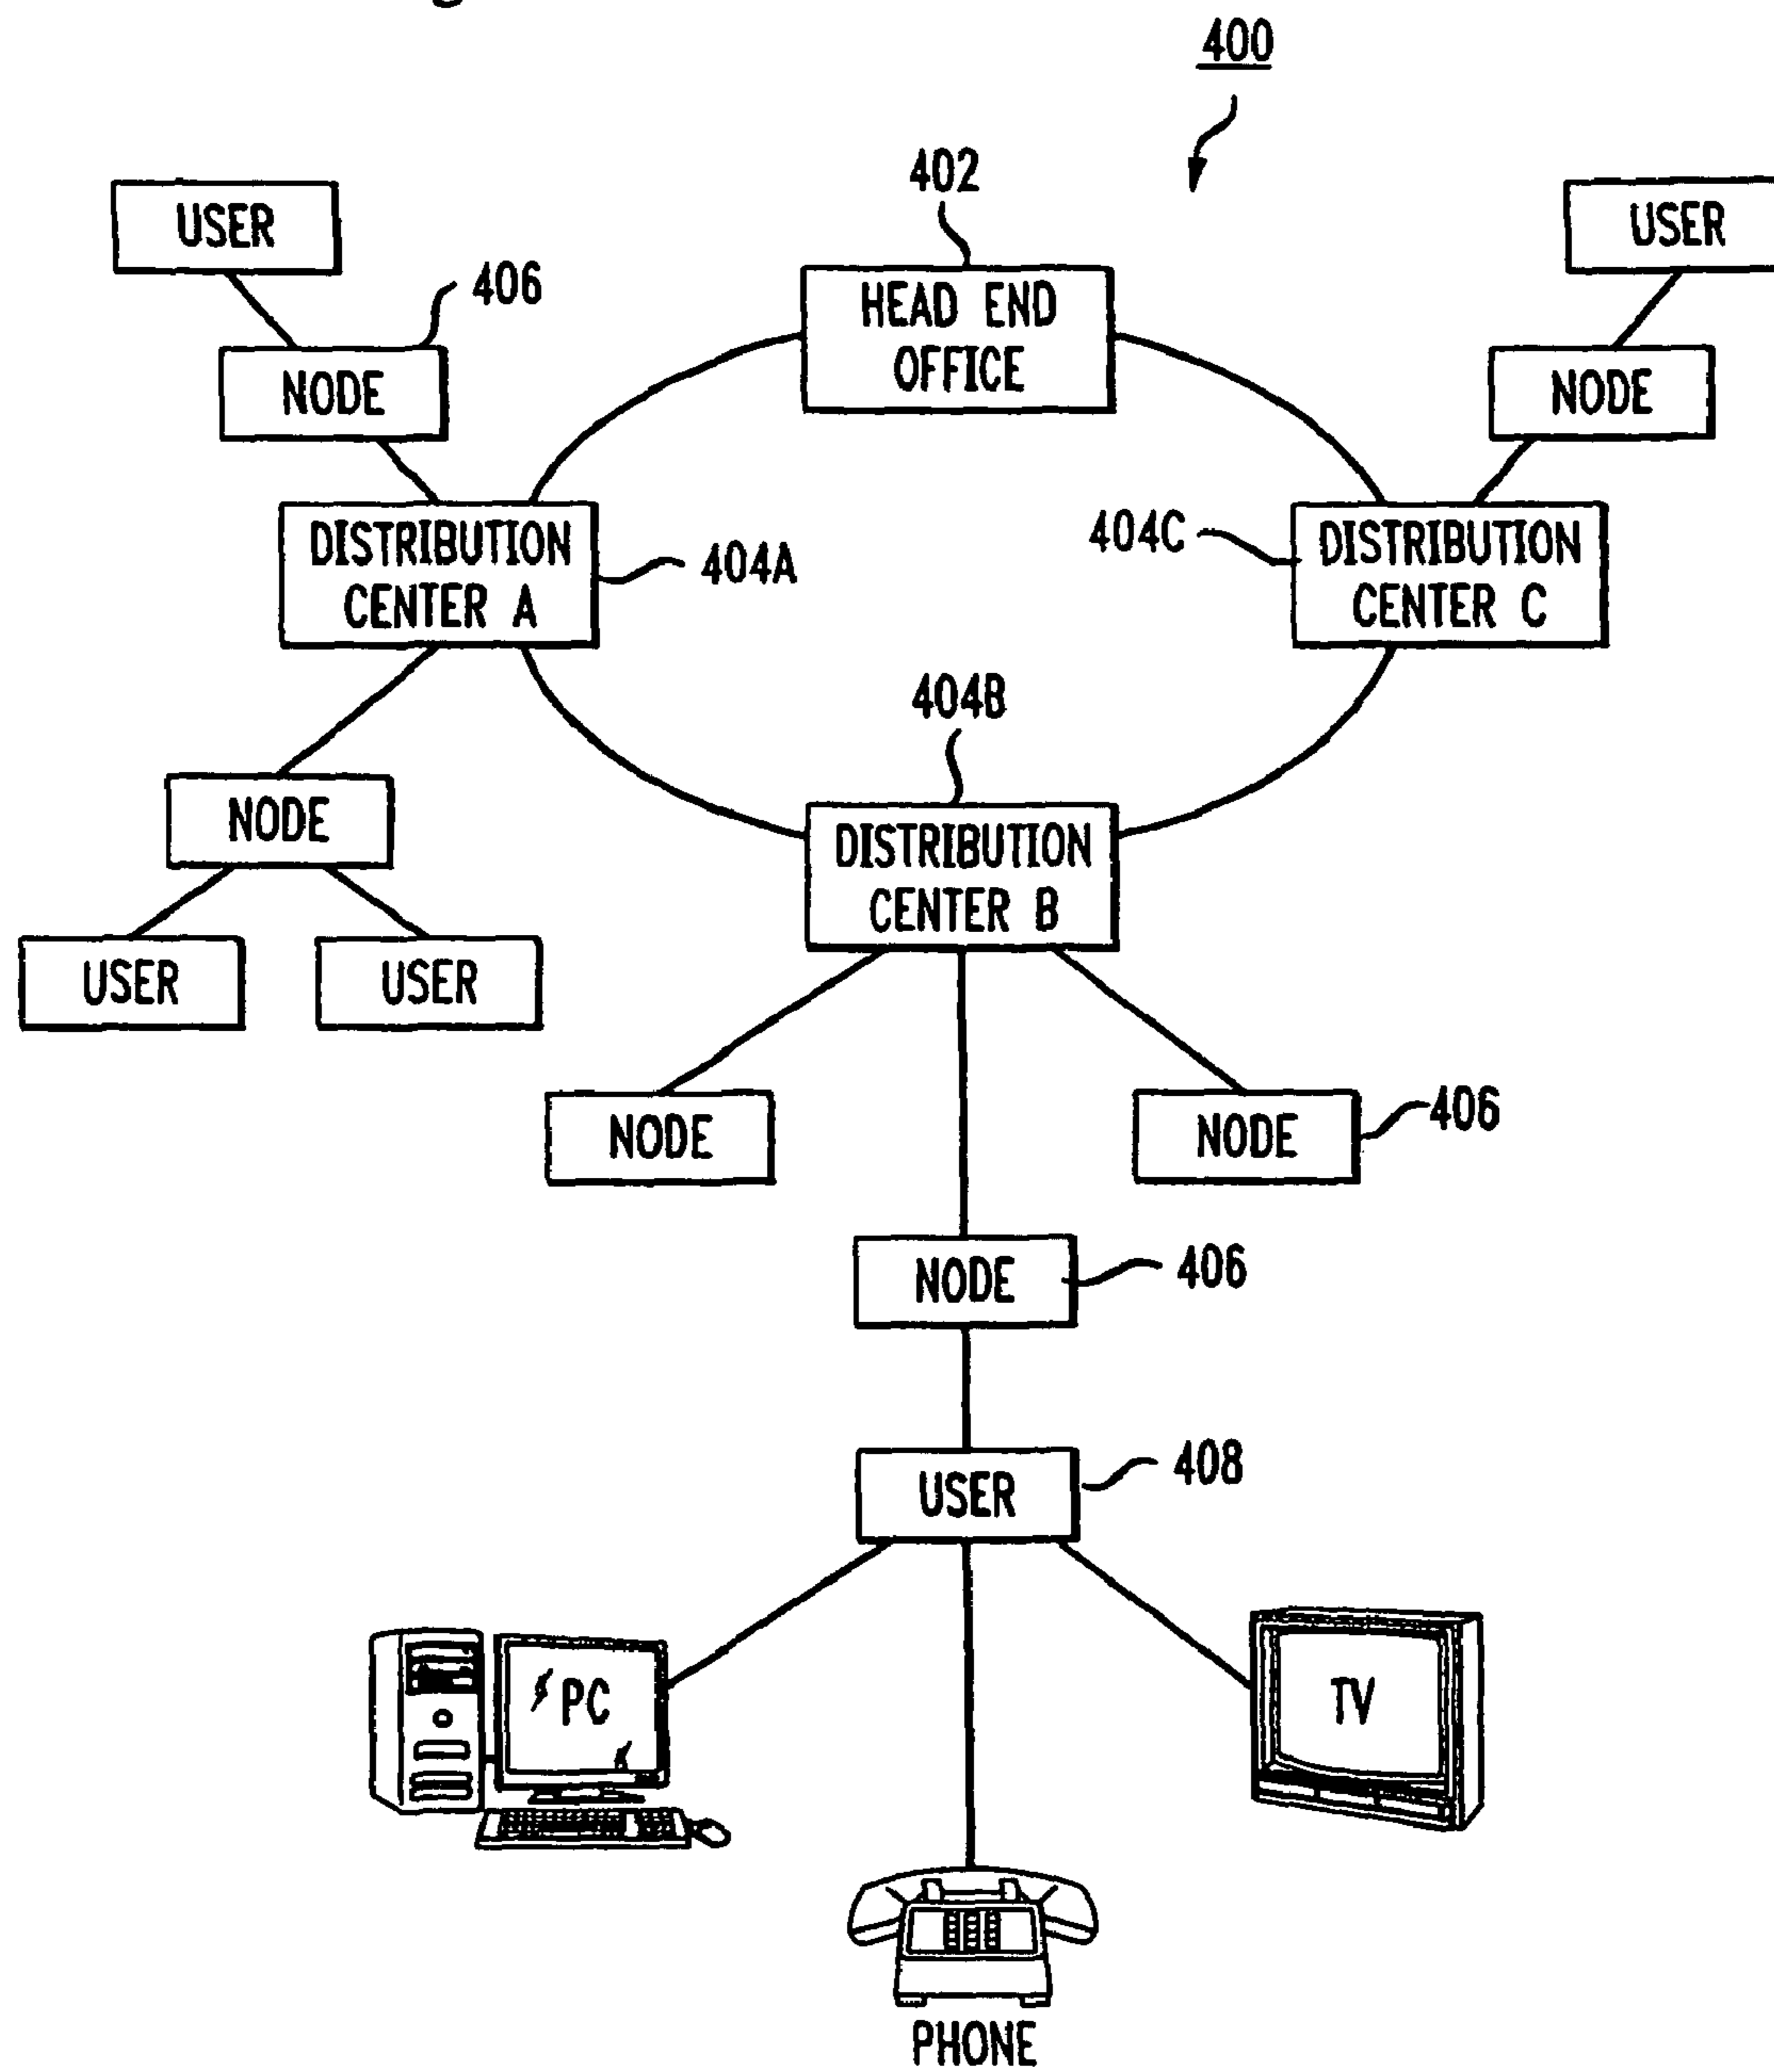 400
402
USER
USER
406
HEAD END
OFFICE
NODE
NODE
DISTRIBUTION
CENTER A
404A
404C
DISTRIBUTION
CENTER C
404B
NODE
DISTRIBUTION
CENTER B
USER
USER
NODE
NODE
406
NODE
406
USER
408
PC
TV
PHONE